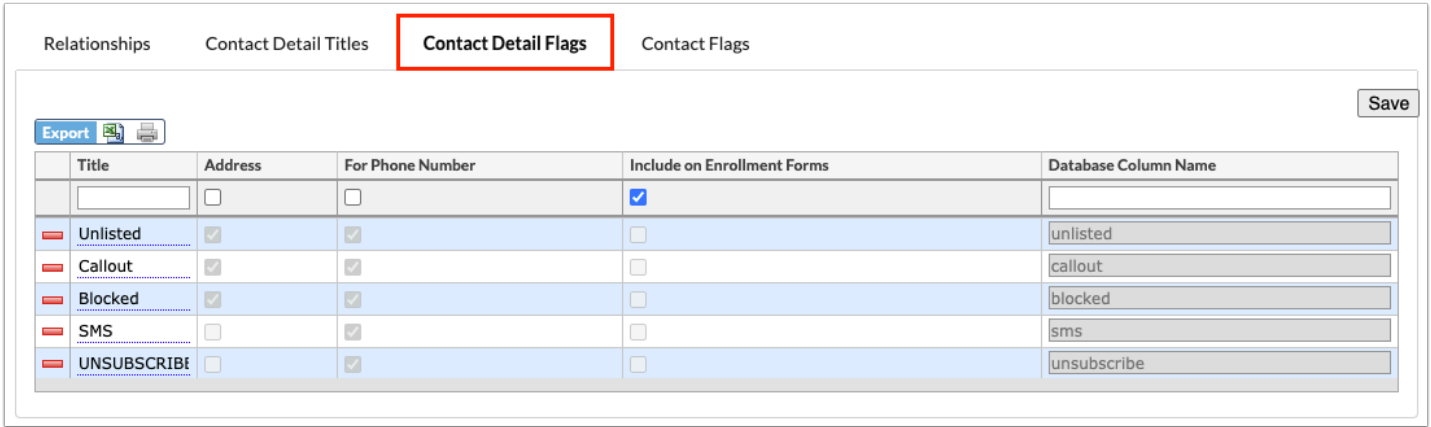 Relationships Contact Detail Titles Contact Detail Flags Contact Flags
Save
Export
Title Address For Phone Number Include on Enrollment Forms Database Column Name
Unlisted unlisted
Callout callout
Blocked blocked
SMS sms
UNSUBSCRIBE unsubscribe